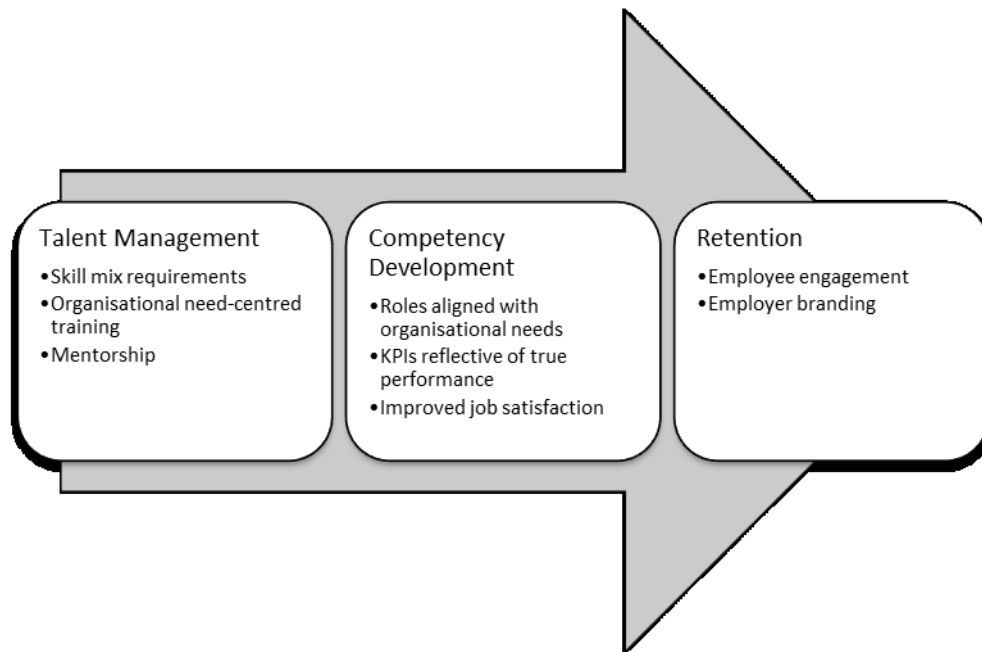 Talent Management
•Skill mix requirements
•Organisational need-centred
training
•Mentorship
Competency
Development
•Roles aligned with
organisational needs
•KPIs reflective of true
performance
•Improved job satisfaction
Retention
•Employee engagement
•Employer branding